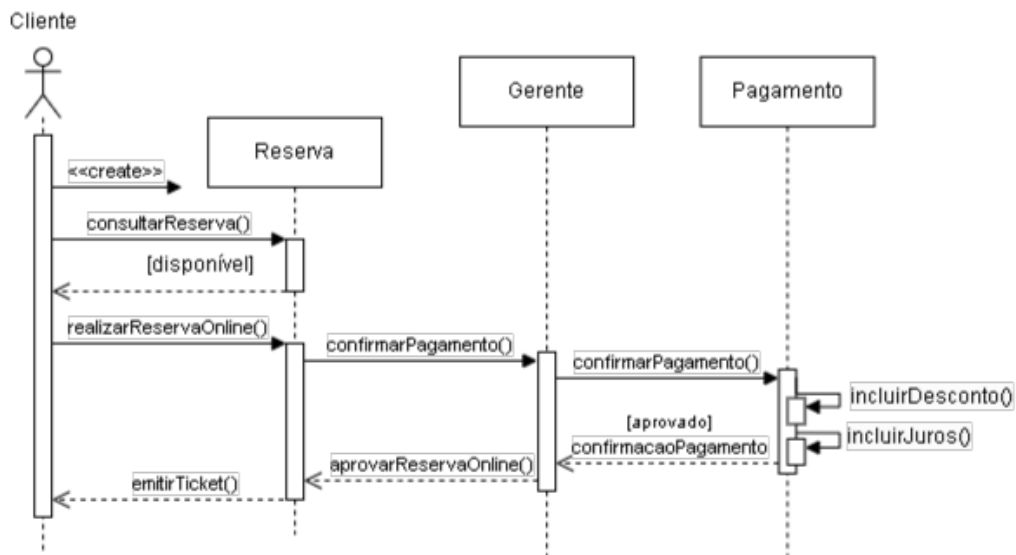 Cliente
Gerente
Pagamento
Reserva
<<create>>
consultarReserva()
[disponível]
realizarReservaOnline()
confirmarPagamento()
confirmarPagamento()
incluirDesconto()
[aprovado]
incluirJuros()
confirmacaoPagamento
aprovarReservaOnline()
emitirTicket()